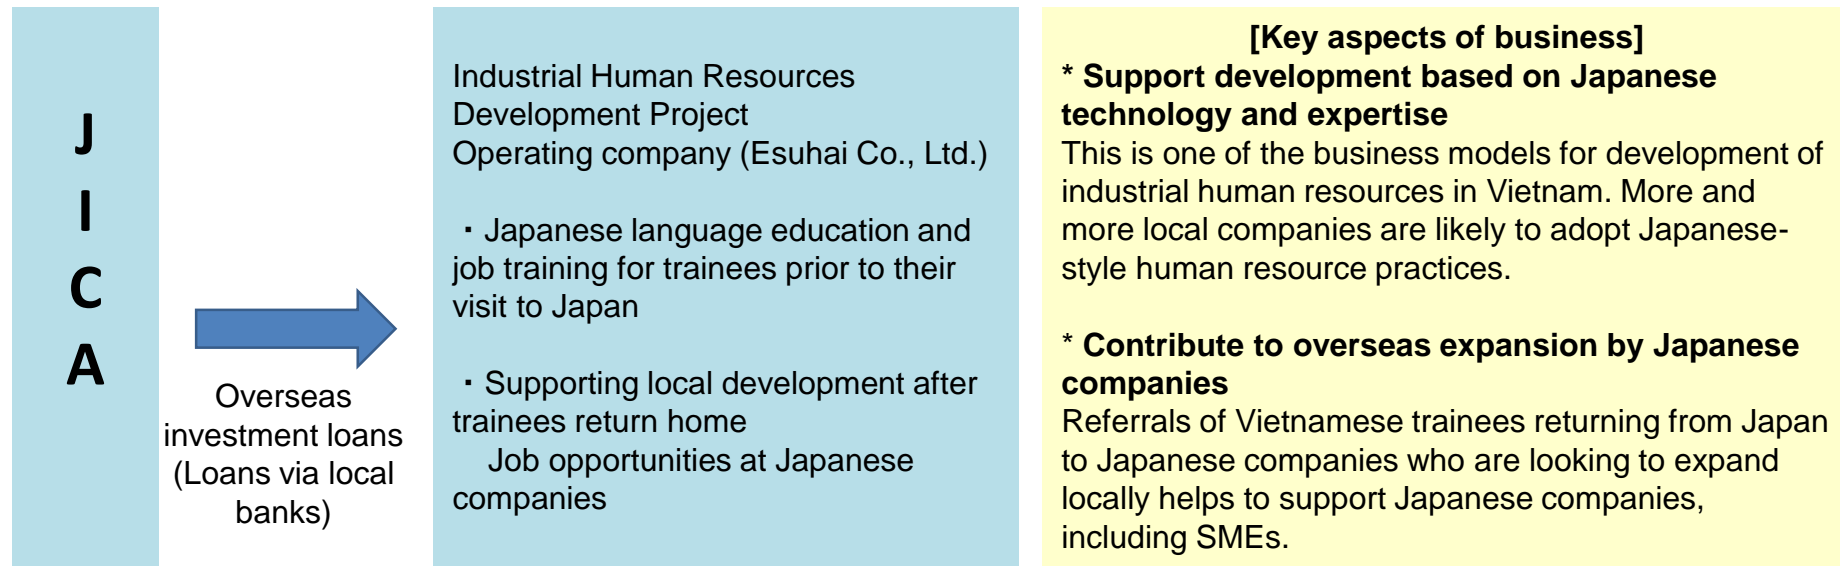 J
I
C
A
Overseas
investment loans
(Loans via local
banks)
Industrial Human Resources
Development Project
Operating company (Esuhai Co., Ltd.)
・Japanese language education and
job training for trainees prior to their
visit to Japan
・Supporting local development after
trainees return home
Job opportunities at Japanese
companies
[Key aspects of business]
* Support development based on Japanese
technology and expertise
This is one of the business models for development of
industrial human resources in Vietnam. More and
more local companies are likely to adopt Japanese-
style human resource practices.
* Contribute to overseas expansion by Japanese
companies
Referrals of Vietnamese trainees returning from Japan
to Japanese companies who are looking to expand
locally helps to support Japanese companies,
including SMEs.